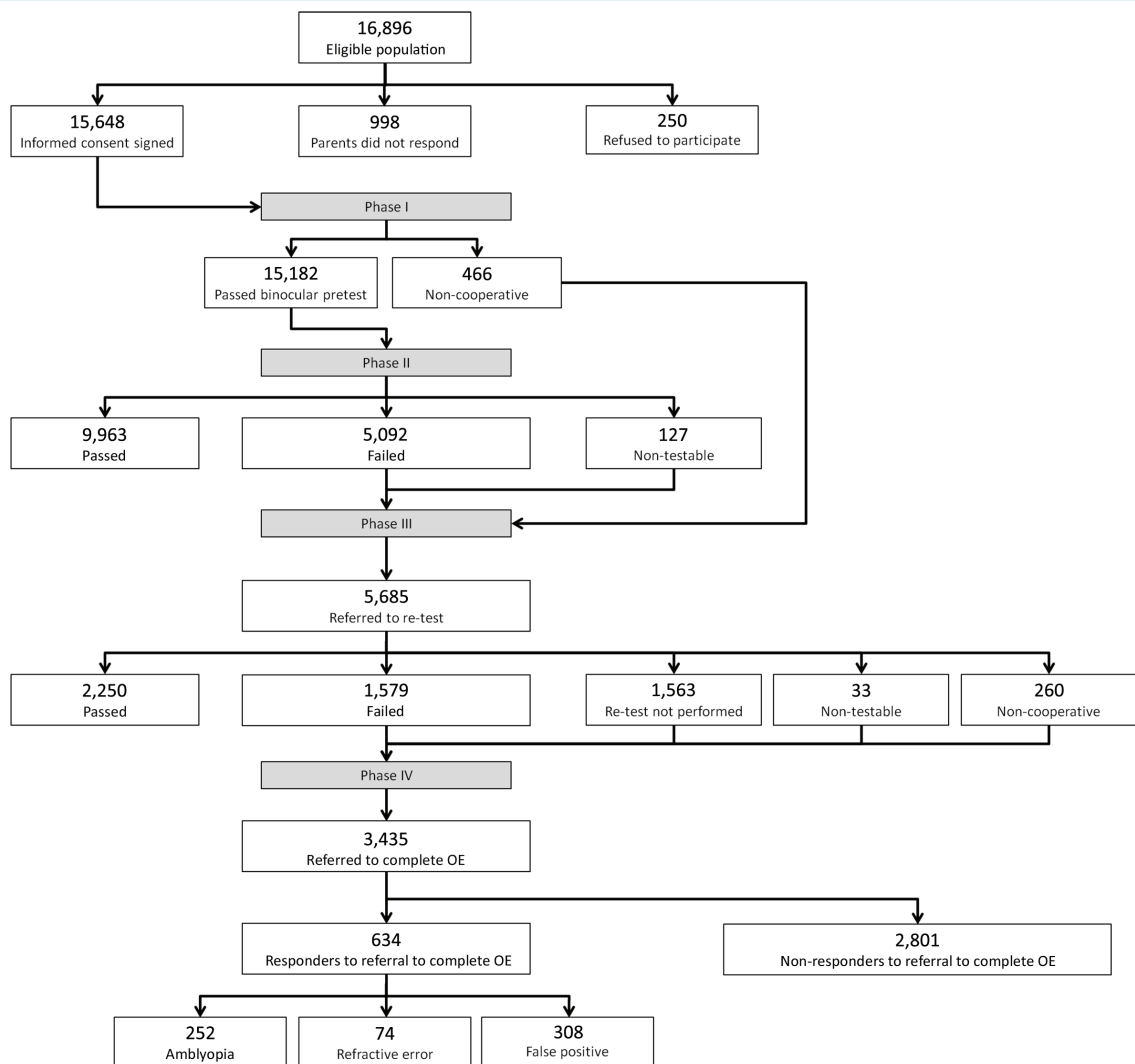 16,896
Eligible population
15,648
Informed consent signed
998
Parents did not respond
250
Refused to participate
Phase I
15,182
Passed binocular pretest
466
Non-cooperative
Phase II
9,963
Passed
5,092
Failed
127
Non-testable
Phase III
5,685
Referred to re-test
2,250
Passed
1,579
Failed
1,563
Re-test not performed
33
Non-testable
260
Non-cooperative
Phase IV
3,435
Referred to complete OE
634
Responders to referral to complete OE
2,801
Non-responders to referral to complete OE
252
Amblyopia
74
Refractive error
308
False positive